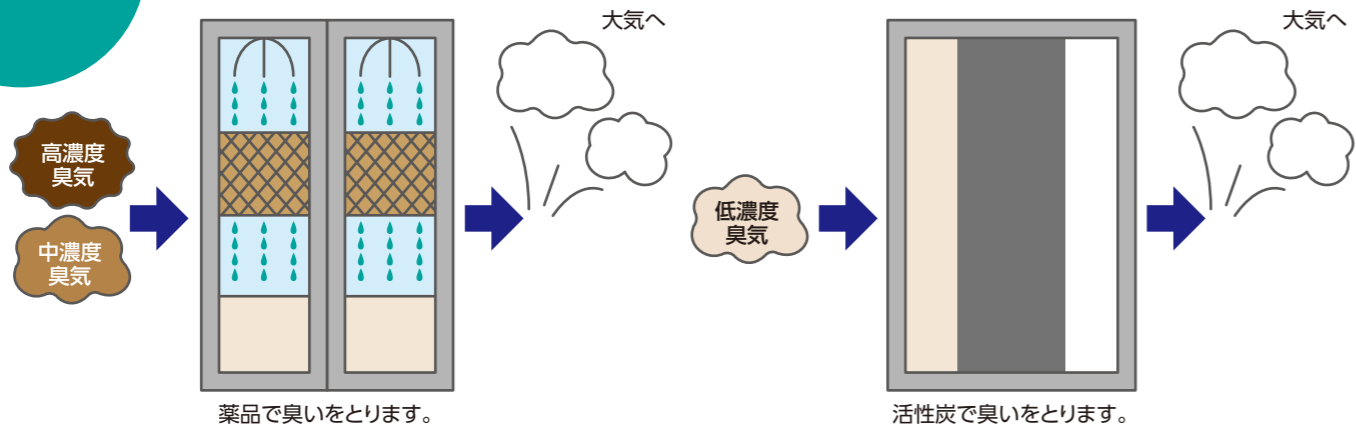 大気へ
大気へ
高濃度
臭気
中濃度
臭気
低濃度
臭気
薬品で臭いをとります。
活性炭で臭いをとります。